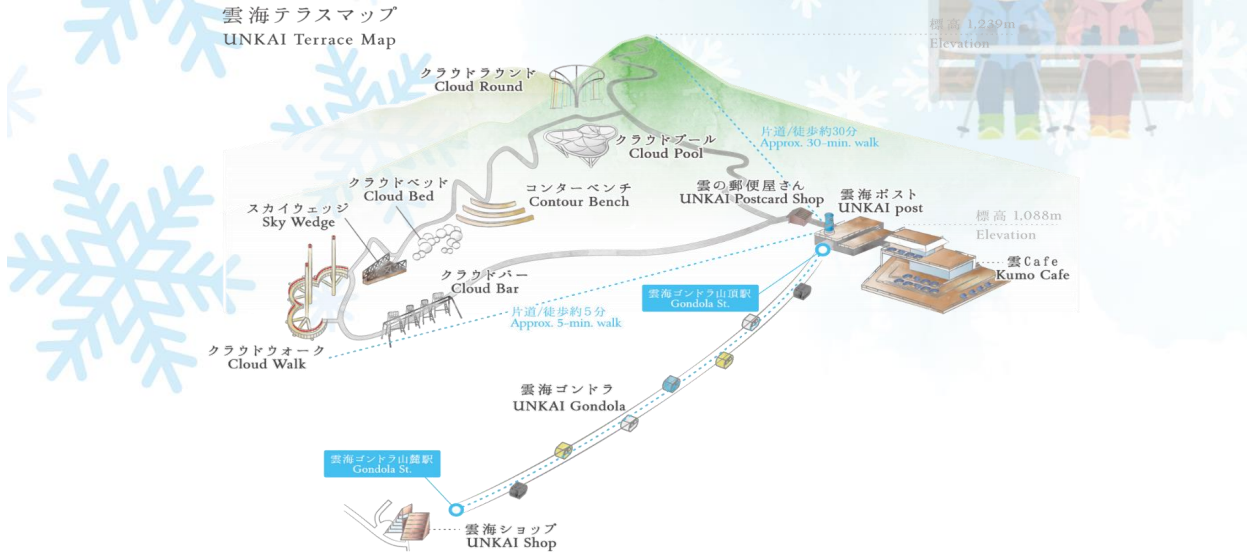 雲海テラスマップ
UNKAI Terrace Map
標高 1,239m
Elevation
クラウドラウンド
Cloud Round
片道/徒歩約30分
Approx. 30-min. walk
クラウドプール
Cloud Pool
クラウドベッド
Cloud Bed
コンターベンチ
Contour Bench
雲の郵便屋さん
UNKAI Postcard Shop
雲海ポスト
UNKAI post
スカイウェッジ
Sky Wedge
標高 1,088m
Elevation
雲Cafe
Kumo Cafe
クラウドバー
Cloud Bar
雲海ゴンドラ山頂駅
Gondola St.
片道/徒歩約5分
Approx. 5-min. walk
クラウドウォーク
Cloud Walk
雲海ゴンドラ
UNKAI Gondola
雲海ゴンドラ山麓駅
Gondola St.
雲海ショップ
UNKAI Shop